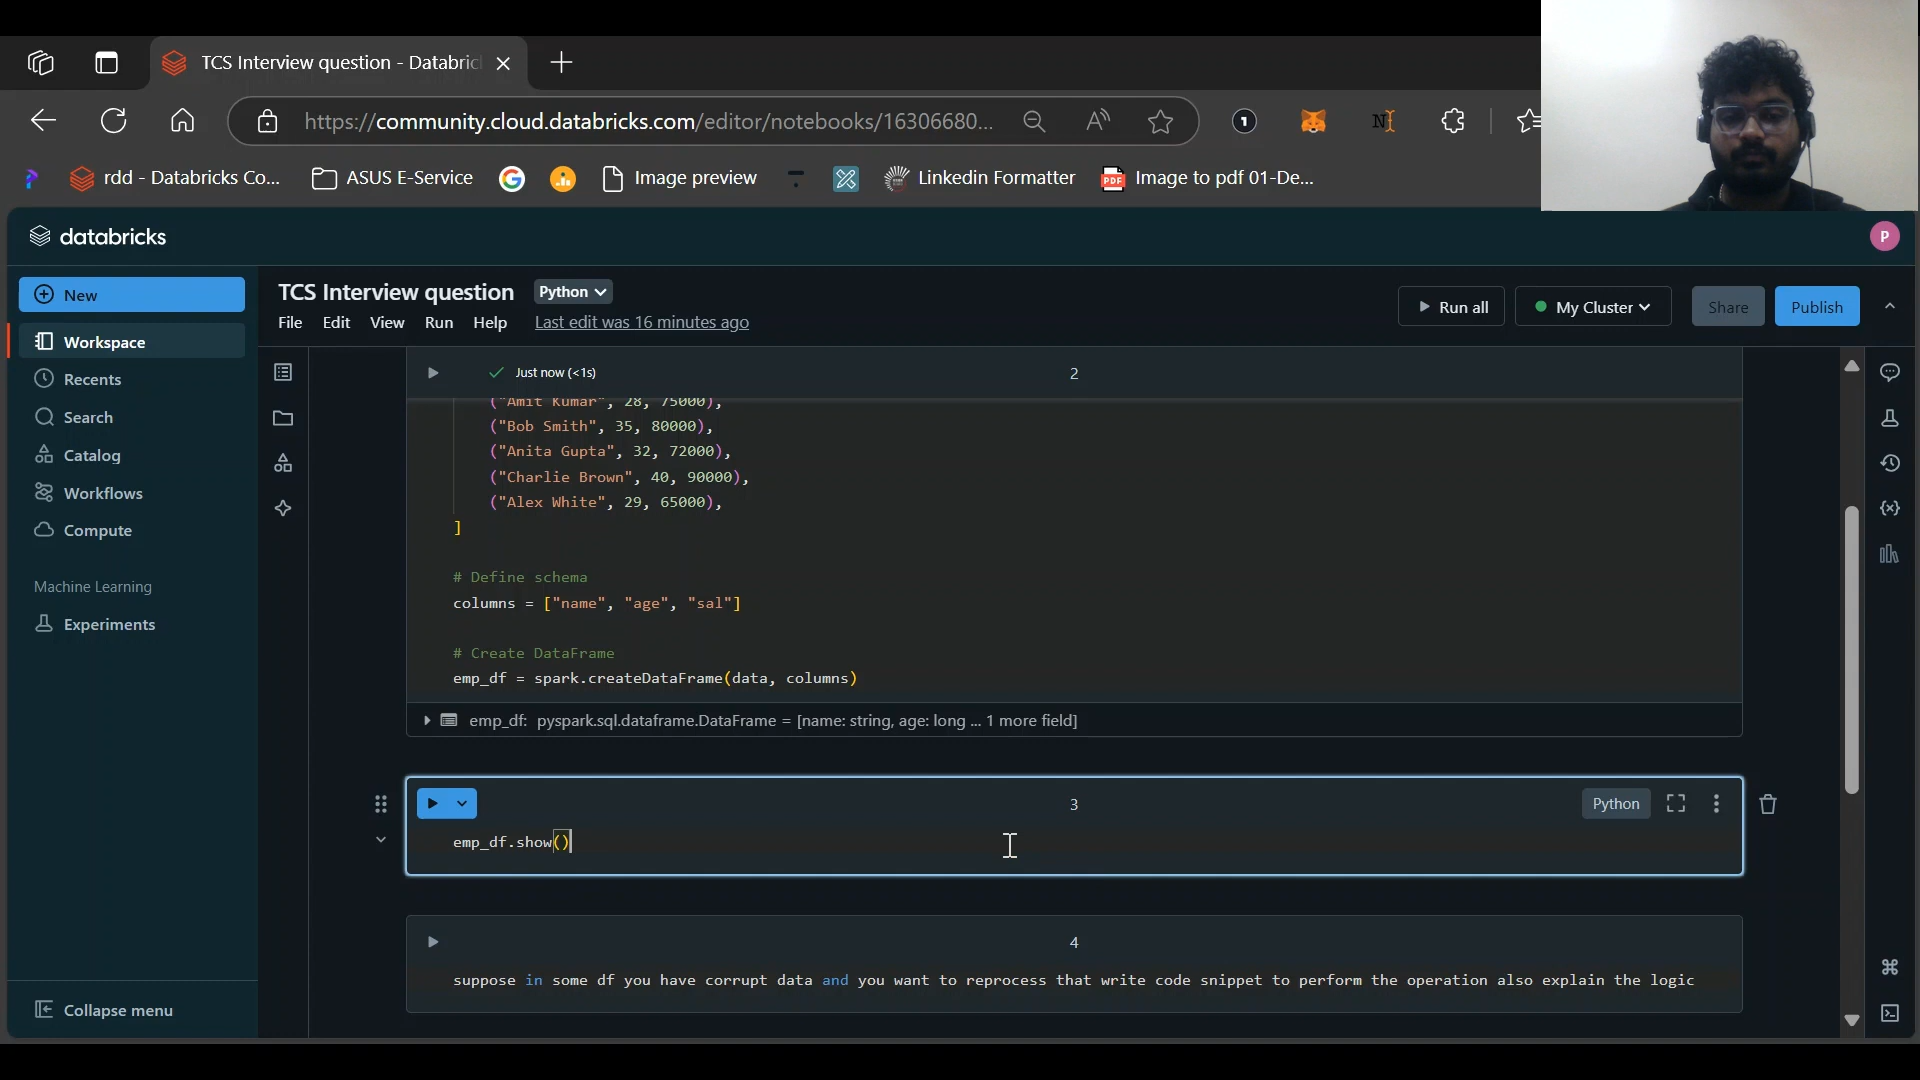 TCS Interview question - Databric
https://community.cloud.databricks.com/editor/notebooks/16306680...
1
rdd - Databricks Co...
ASUS E-Service
Image preview
Linkedin Formatter
PDF
Image to pdf 01-De...
databricks
P
New
Workspace
Recents
Search
Catalog
Workflows
Compute
Machine Learning
Experiments
Collapse menu
TCS Interview question
Python
File Edit View Run Help Last edit was 16 minutes ago
Run all
My Cluster
Share
Publish
Just now (<1s)
2
("Amit Kumar", 28, 75000),
("Bob Smith", 35, 80000),
("Anita Gupta", 32, 72000),
("Charlie Brown", 40, 90000),
("Alex White", 29, 65000),
]
# Define schema
columns = ["name", "age", "sal"]
# Create DataFrame
emp_df = spark.createDataFrame(data, columns)
emp_df: pyspark.sql.dataframe.DataFrame = [name: string, age: long ... 1 more field]
3
Python
emp_df.show()
4
suppose in some df you have corrupt data and you want to reprocess that write code snippet to perform the operation also explain the logic